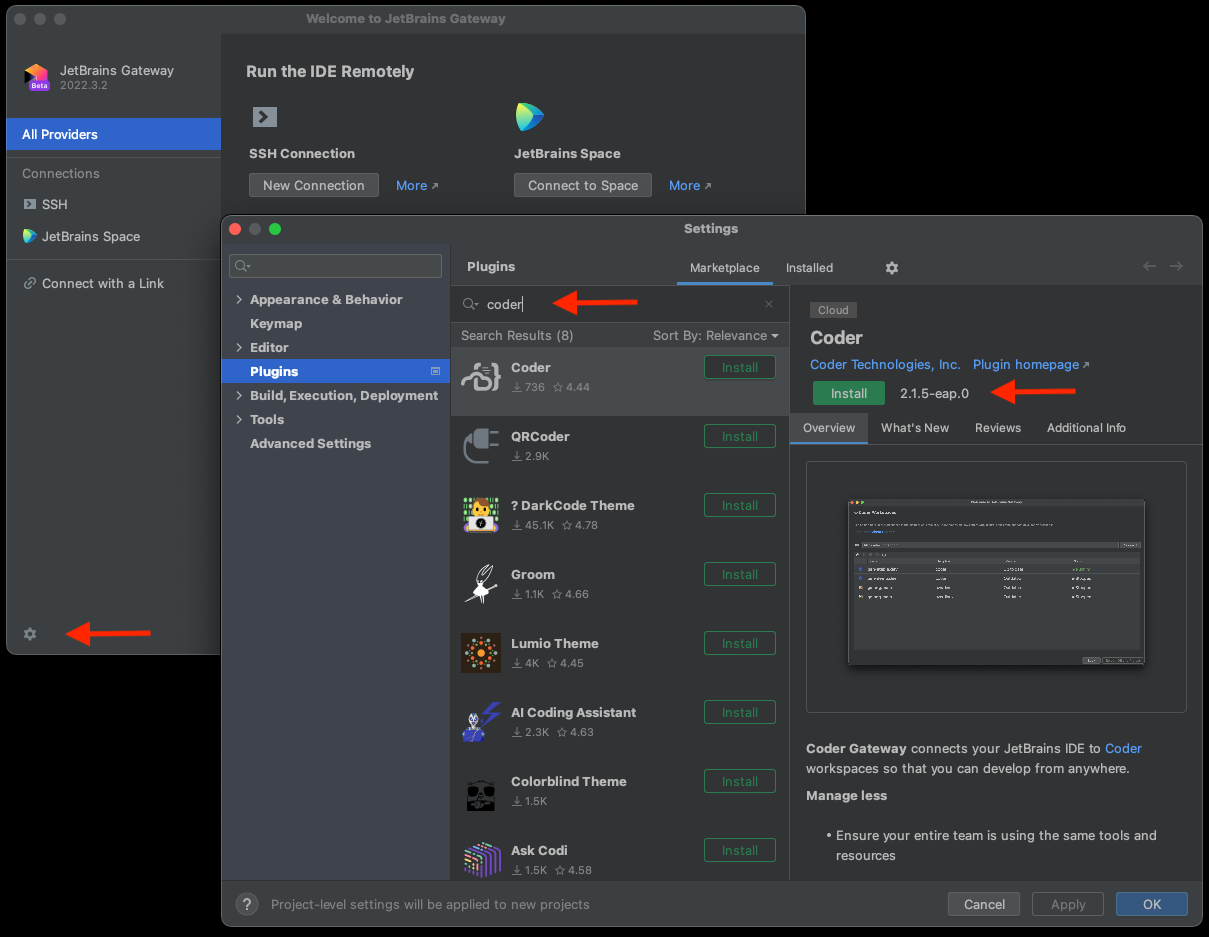 Welcome to JetBrains Gateway
JetBrains Gateway
2022.3.2
Beta
All Providers
Connections
SSH
JetBrains Space
Connect with a Link
Run the IDE Remotely
SSH Connection
New Connection
More ↗
JetBrains Space
Connect to Space
More ↗
Settings
Appearance & Behavior
Keymap
Editor
Plugins
Build, Execution, Deployment
Tools
Advanced Settings
Plugins
Marketplace
Installed
coder
Search Results (8)
Sort By: Relevance
Coder
736 4.44
Install
QRCoder
2.9K
Install
? DarkCode Theme
45.1K 4.78
Install
Groom
1.1K 4.66
Install
Lumio Theme
4K 4.45
Install
AI Coding Assistant
2.3K 4.63
Install
Colorblind Theme
1.5K
Install
Ask Codi
1.5K 4.58
Install
Cloud
Coder
Coder Technologies, Inc. Plugin homepage ↗
Install 2.1.5-eap.0
Overview What's New Reviews Additional Info
Coder Gateway connects your JetBrains IDE to Coder
workspaces so that you can develop from anywhere.
Manage less
• Ensure your entire team is using the same tools and
resources
? Project-level settings will be applied to new projects
Cancel
Apply
OK